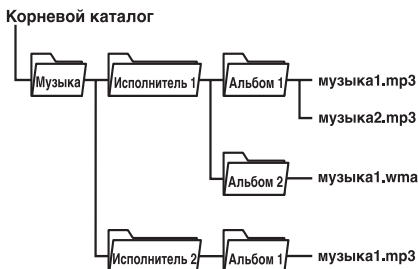 Корневой каталог
Музыка
Исполнитель 1
Альбом 1
музыка1.mp3
музыка2.mp3
Альбом 2
музыка1.wma
Исполнитель 2
Альбом 1
музыка1.mp3